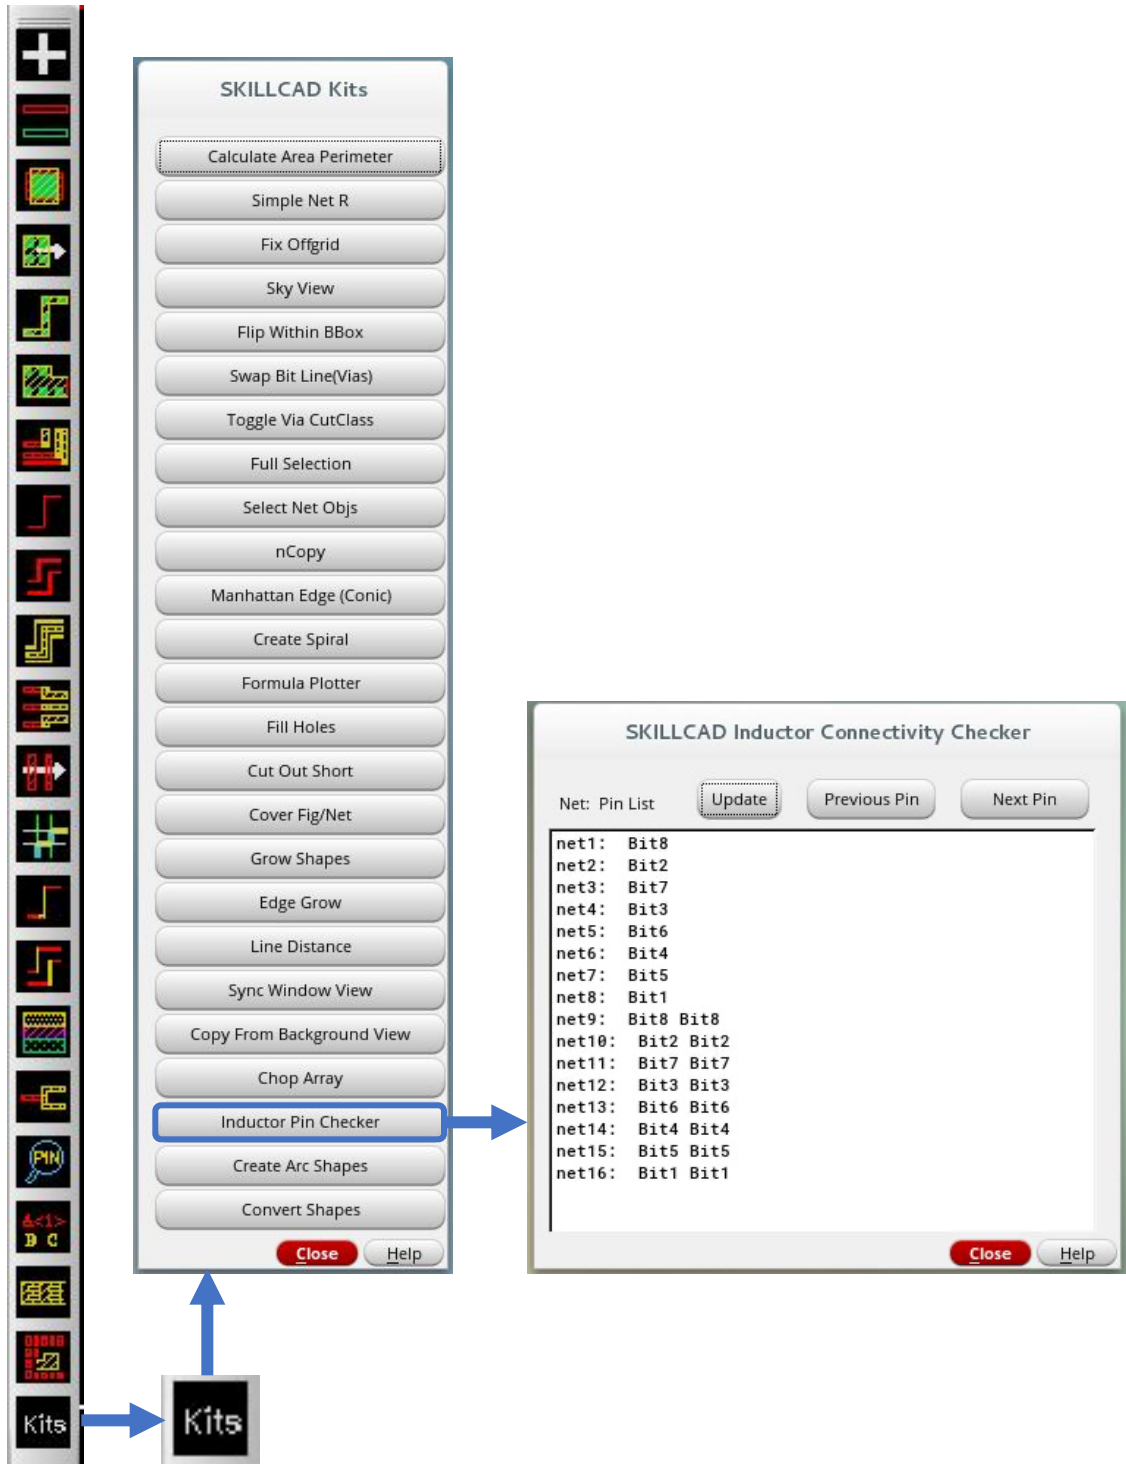 PIN
A<1>
B C
Kits
Kits
SKILLCAD Kits
Calculate Area Perimeter
Simple Net R
Fix Offgrid
Sky View
Flip Within BBox
Swap Bit Line(Vias)
Toggle Via CutClass
Full Selection
Select Net Objs
nCopy
Manhattan Edge (Conic)
Create Spiral
Formula Plotter
Fill Holes
Cut Out Short
Cover Fig/Net
Grow Shapes
Edge Grow
Line Distance
Sync Window View
Copy From Background View
Chop Array
Inductor Pin Checker
Create Arc Shapes
Convert Shapes
Close Help
SKILLCAD Inductor Connectivity Checker
Net: Pin List Update Previous Pin Next Pin
net1: Bit8
net2: Bit2
net3: Bit7
net4: Bit3
net5: Bit6
net6: Bit4
net7: Bit5
net8: Bit1
net9: Bit8 Bit8
net10: Bit2 Bit2
net11: Bit7 Bit7
net12: Bit3 Bit3
net13: Bit6 Bit6
net14: Bit4 Bit4
net15: Bit5 Bit5
net16: Bit1 Bit1
Close Help